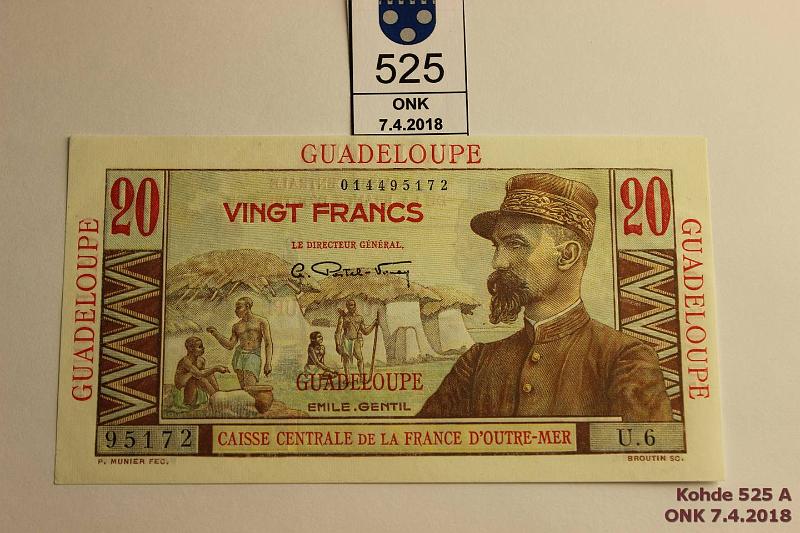 525
ONK
7.4.2018
GUADELOUPE
20
014495172
20
VINGT FRANCS
LE DIRECTEUR GÉNÉRAL,
GUADELOUPE
GUADELOUPE
GUADELOUPE
EMILE.GENTIL
95172
CAISSE CENTRALE DE LA FRANCE D'OUTRE-MER
U.6
P. MUNIER FEC.
BROUTIN SC.
Kohde 525 A
ONK 7.4.2018